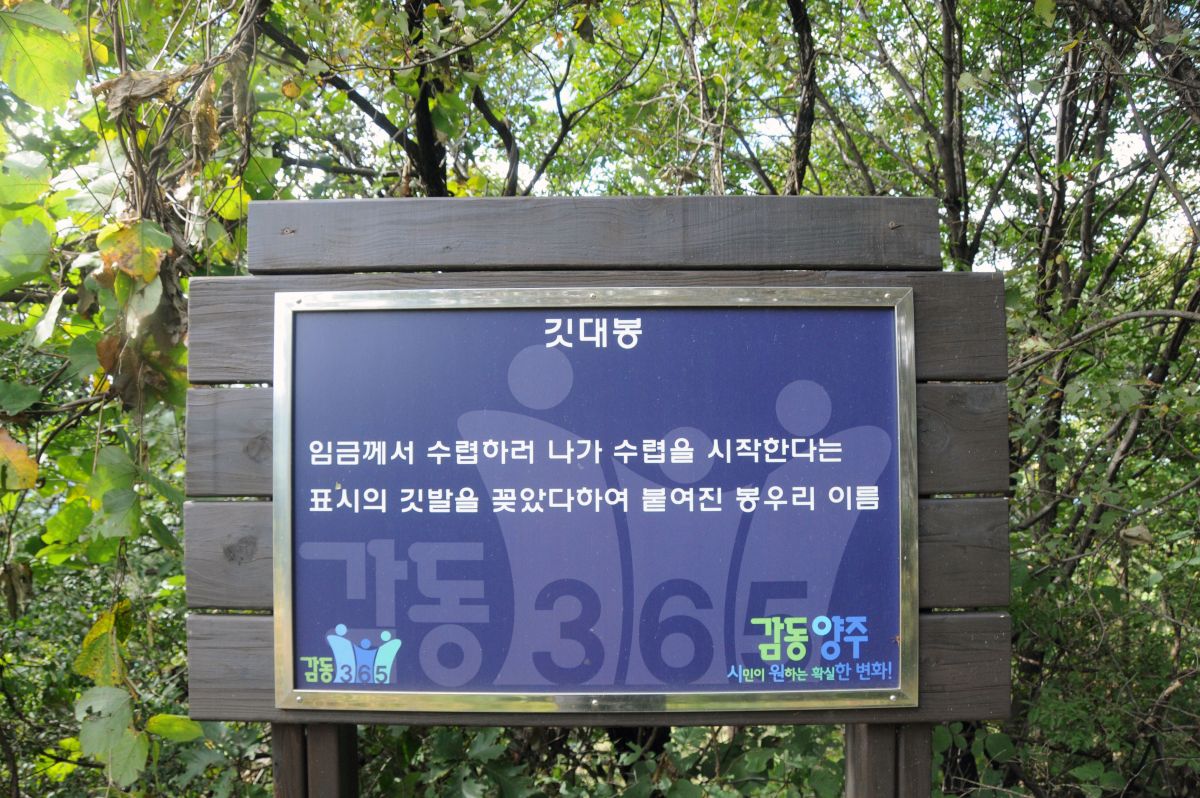 깃대봉
임금께서 수렵하러 나가 수렵을 시작한다는
표시의 깃발을 꽂았다하여 붙여진 봉우리 이름
감동 365
감동 365
감동 양주
시민이 원하는 확실한 변화!